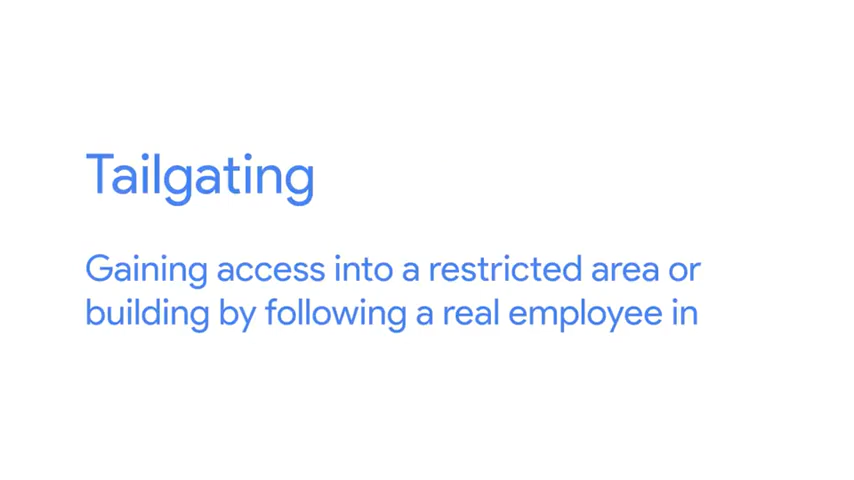 Tailgating
Gaining access into a restricted area or
building by following a real employee in